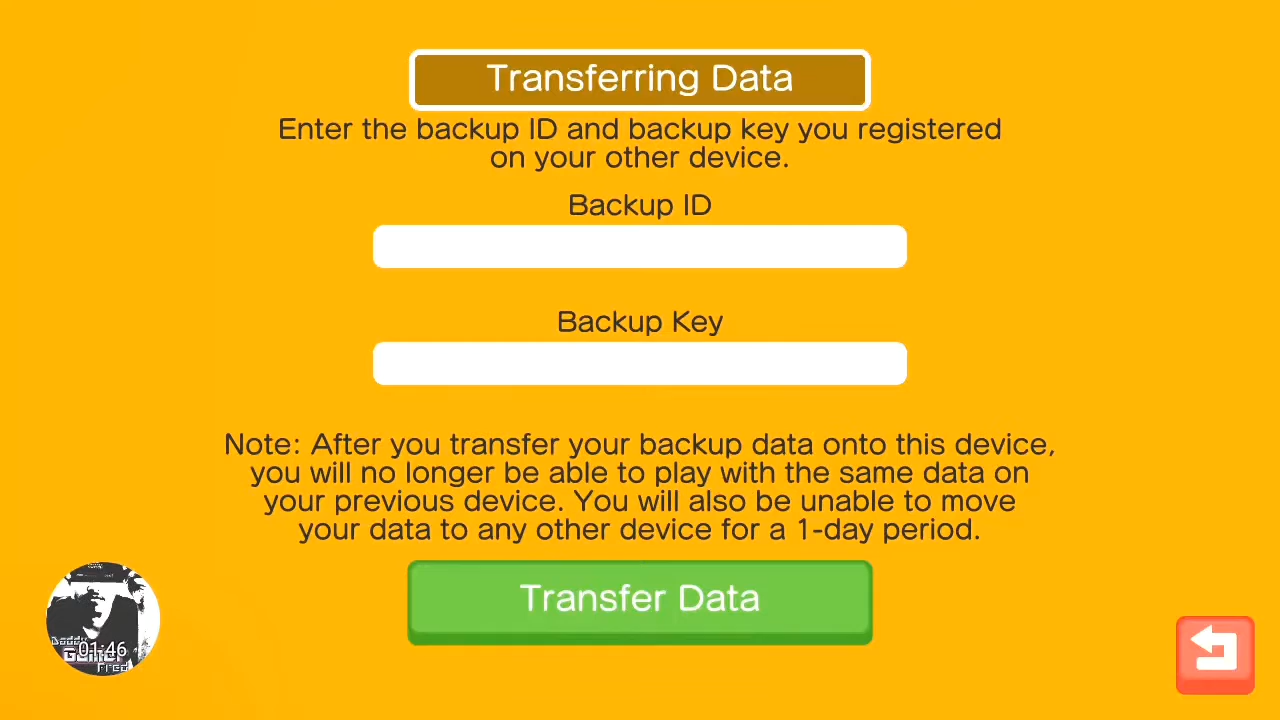 Transferring Data
Enter the backup ID and backup key you registered
on your other device.
Backup ID
Backup Key
Note: After you transfer your backup data onto this device,
you will no longer be able to play with the same data on
your previous device. You will also be unable to move
your data to any other device for a 1-day period.
Transfer Data
01:46